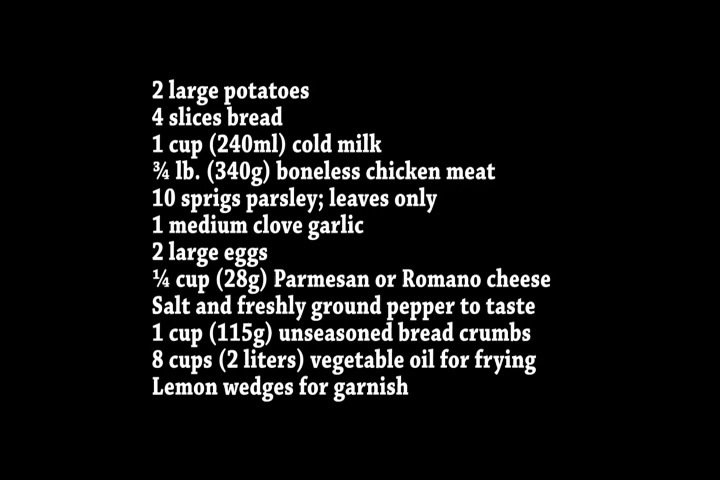 2 large potatoes
4 slices bread
1 cup (240ml) cold milk
¾ lb. (340g) boneless chicken meat
10 sprigs parsley; leaves only
1 medium clove garlic
2 large eggs
¼ cup (28g) Parmesan or Romano cheese
Salt and freshly ground pepper to taste
1 cup (115g) unseasoned bread crumbs
8 cups (2 liters) vegetable oil for frying
Lemon wedges for garnish